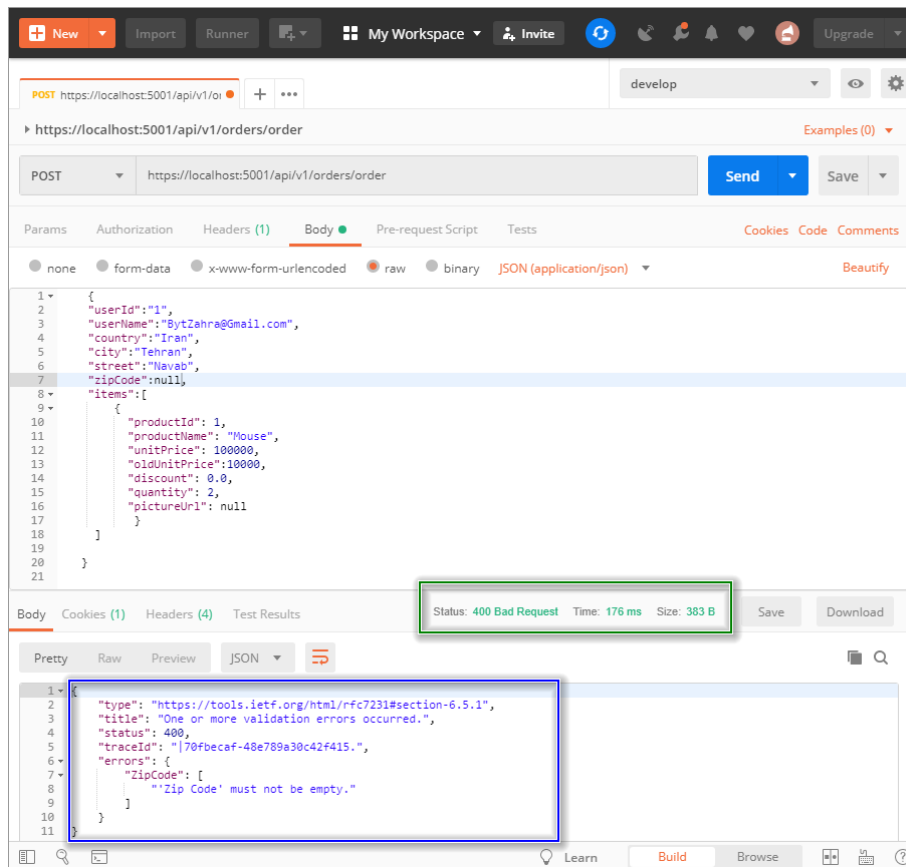 New Import Runner My Workspace Invite Upgrade
POST https://localhost:5001/api/v1/or + ••• develop
https://localhost:5001/api/v1/orders/order Examples (0)
POST https://localhost:5001/api/v1/orders/order Send Save
Params Authorization Headers (1) Body Pre-request Script Tests Cookies Code Comments
none form-data x-www-form-urlencoded raw binary JSON (application/json) Beautify
1 {
2 "userId":"1",
3 "userName":"BytZahra@Gmail.com",
4 "country":"Iran",
5 "city":"Tehran",
6 "street":"Navab",
7 "zipCode":null,
8 "items":[
9 {
10 "productId": 1,
11 "productName": "Mouse",
12 "unitPrice": 100000,
13 "oldUnitPrice":10000,
14 "discount": 0.0,
15 "quantity": 2,
16 "pictureUrl": null
17 }
18 ]
19
20 }
21
Body Cookies (1) Headers (4) Test Results Status: 400 Bad Request Time: 176 ms Size: 383 B Save Download
Pretty Raw Preview JSON
1 {
2 "type": "https://tools.ietf.org/html/rfc7231#section-6.5.1",
3 "title": "One or more validation errors occurred.",
4 "status": 400,
5 "traceId": "|70fbecaf-48e789a30c42f415.",
6 "errors": {
7 "ZipCode": [
8 "'Zip Code' must not be empty."
9 ]
10 }
11 }
Learn Build Browse